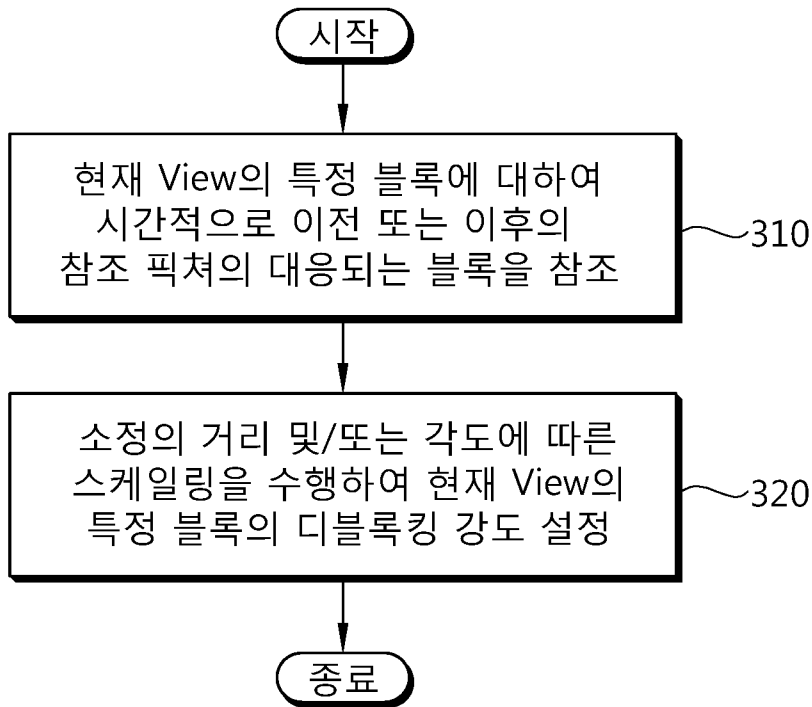 시작
현재 View의 특정 블록에 대하여
시간적으로 이전 또는 이후의
참조 픽쳐의 대응되는 블록을 참조
310
소정의 거리 및/또는 각도에 따른
스케일링을 수행하여 현재 View의
특정 블록의 디블록킹 강도 설정
320
종료